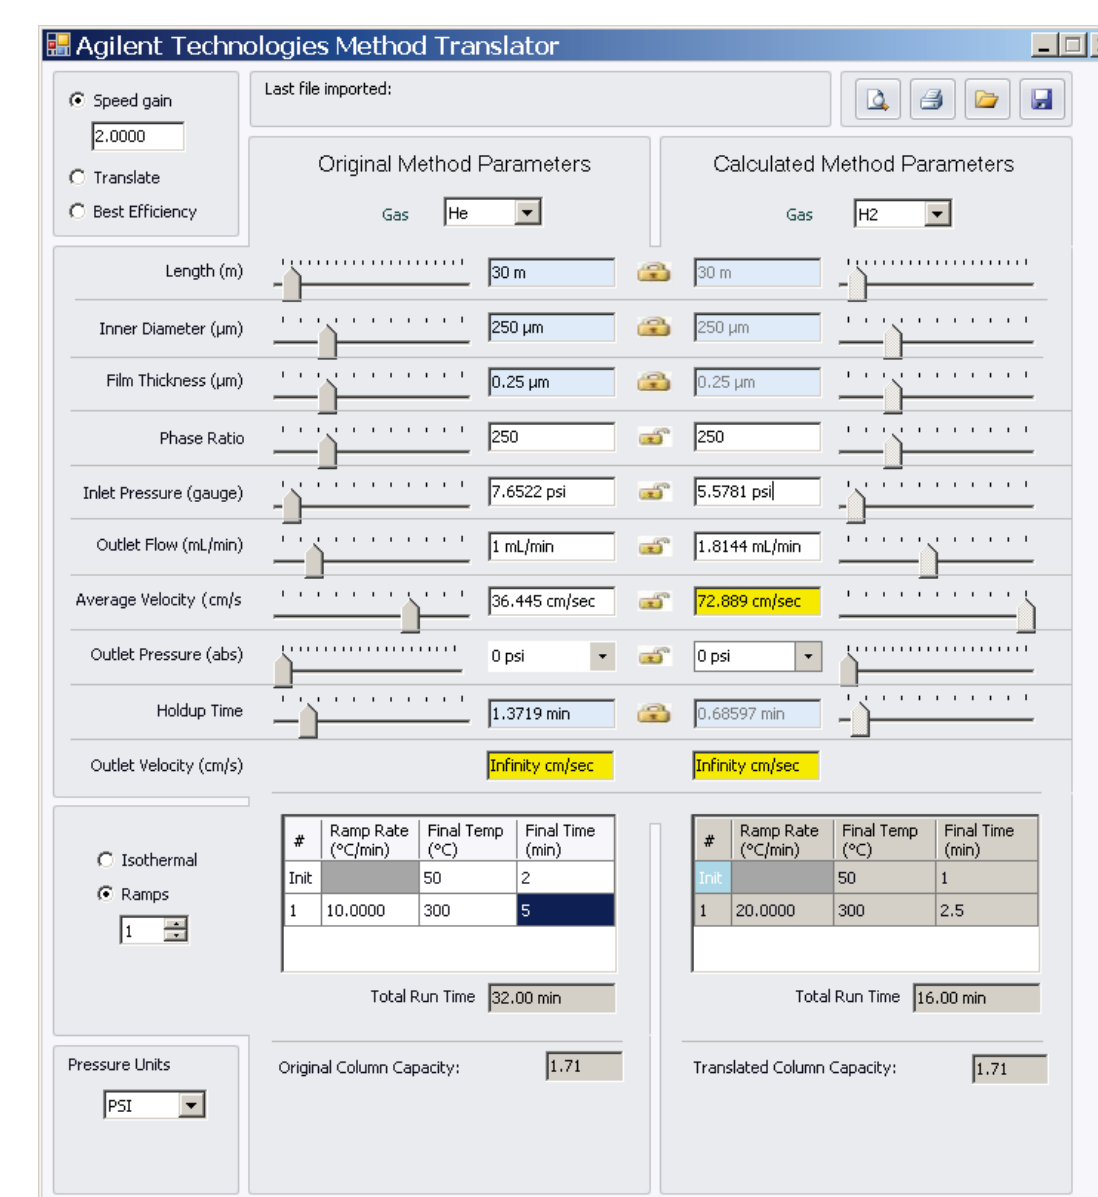 Agilent Technologies Method Translator
Speed gain
2.0000
Translate
Best Efficiency
Last file imported:
Original Method Parameters
Gas He
Calculated Method Parameters
Gas H2
Length (m) 30 m 30 m
Inner Diameter (µm) 250 µm 250 µm
Film Thickness (µm) 0.25 µm 0.25 µm
Phase Ratio 250 250
Inlet Pressure (gauge) 7.6522 psi 5.5781 psi
Outlet Flow (mL/min) 1 mL/min 1.8144 mL/min
Average Velocity (cm/s 36.445 cm/sec 72.889 cm/sec
Outlet Pressure (abs) 0 psi 0 psi
Holdup Time 1.3719 min 0.68597 min
Outlet Velocity (cm/s) Infinity cm/sec Infinity cm/sec
Isothermal
Ramps
1
# Ramp Rate (°C/min) Final Temp (°C) Final Time (min)
Init 50 2
1 10.0000 300 5
Total Run Time 32.00 min
# Ramp Rate (°C/min) Final Temp (°C) Final Time (min)
Init 50 1
1 20.0000 300 2.5
Total Run Time 16.00 min
Pressure Units
PSI
Original Column Capacity: 1.71
Translated Column Capacity: 1.71